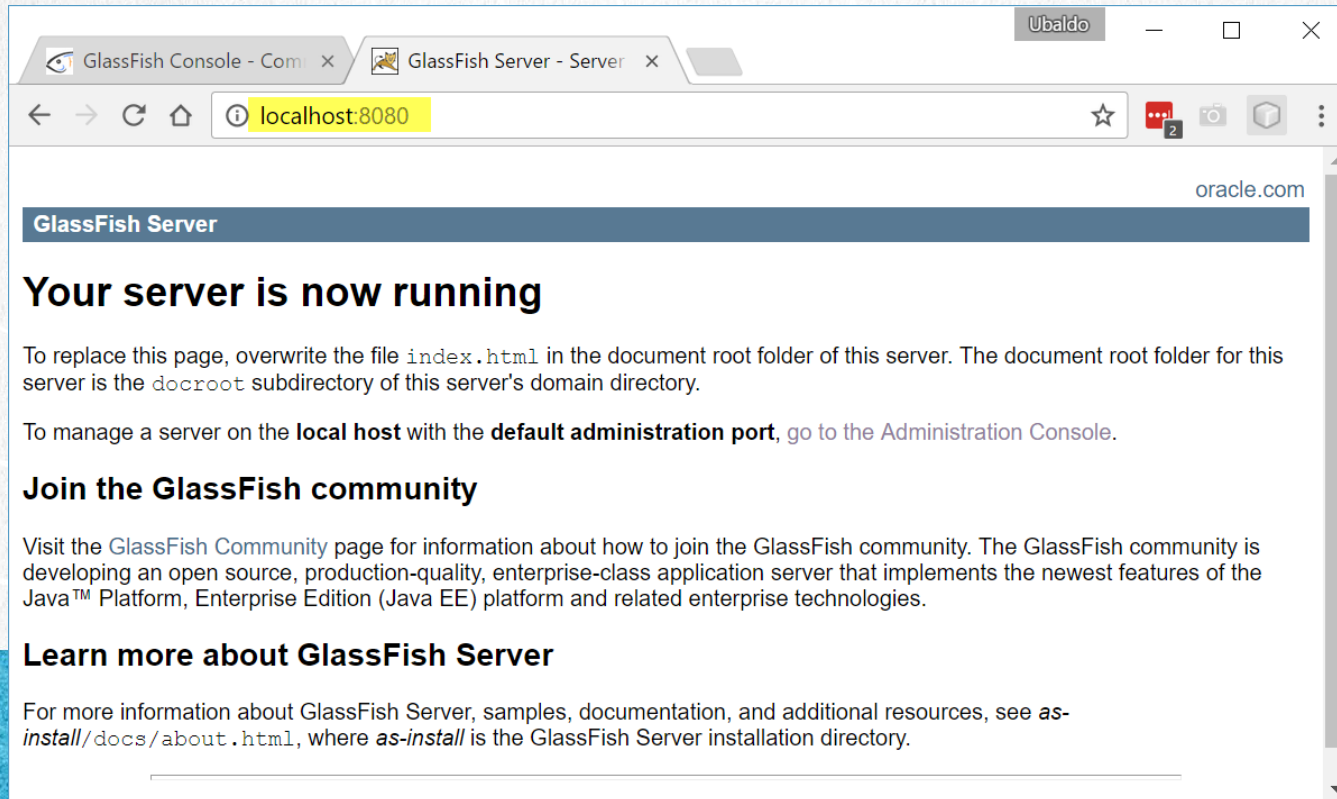 Ubaldo
GlassFish Console - Com
GlassFish Server - Server
localhost:8080
2
oracle.com
GlassFish Server
Your server is now running
To replace this page, overwrite the file index.html in the document root folder of this server. The document root folder for this
server is the docroot subdirectory of this server's domain directory.
To manage a server on the local host with the default administration port, go to the Administration Console.
Join the GlassFish community
Visit the GlassFish Community page for information about how to join the GlassFish community. The GlassFish community is
developing an open source, production-quality, enterprise-class application server that implements the newest features of the
Java™ Platform, Enterprise Edition (Java EE) platform and related enterprise technologies.
Learn more about GlassFish Server
For more information about GlassFish Server, samples, documentation, and additional resources, see as-
install/docs/about.html, where as-install is the GlassFish Server installation directory.